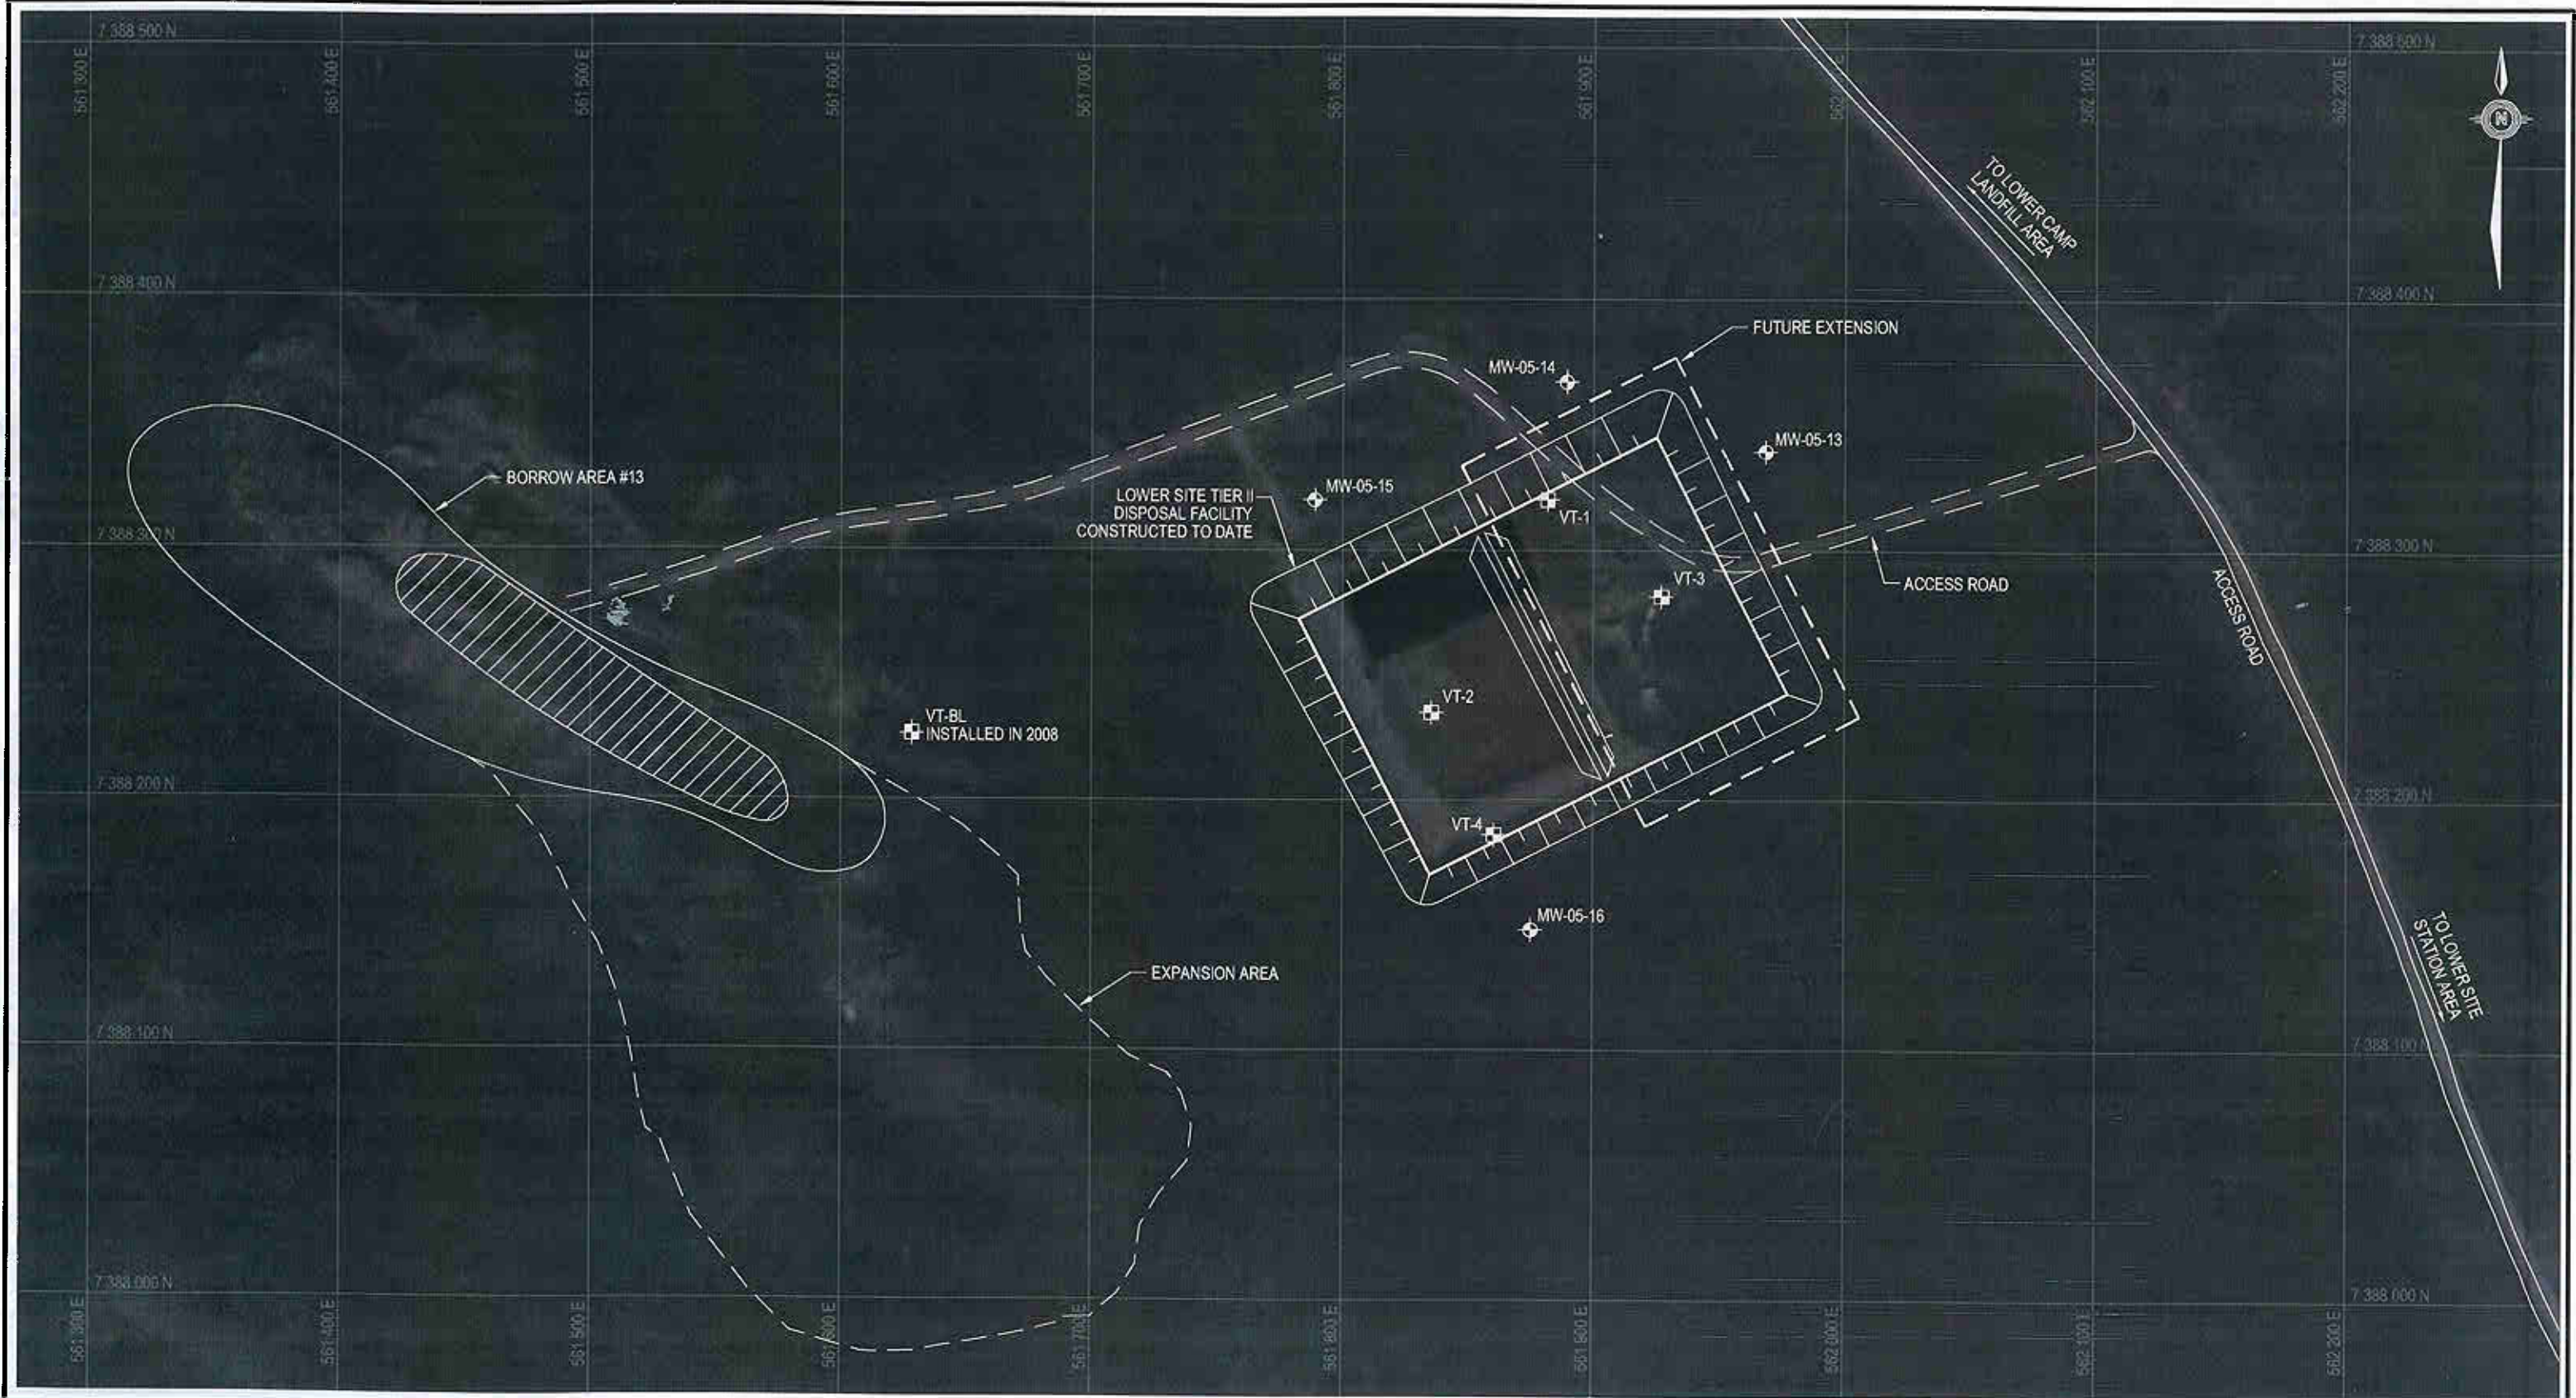 7 388 500 N
7 388 500 N
561 300 E
561 400 E
561 500 E
561 600 E
561 700 E
561 800 E
561 900 E
562 100 E
562 200 E
N
TO LOWER CAMP
LANDFILL AREA
7 388 400 N
7 388 400 N
FUTURE EXTENSION
MW-05-14
MW-05-13
BORROW AREA #13
MW-05-15
LOWER SITE TIER II
DISPOSAL FACILITY
CONSTRUCTED TO DATE
VT-1
7 388 300 N
7 388 300 N
VT-3
ACCESS ROAD
ACCESS ROAD
VT-2
VT-BL
INSTALLED IN 2008
7 388 200 N
7 388 200 N
VT-4
MW-05-16
TO LOWER SITE
STATION AREA
EXPANSION AREA
7 388 100 N
7 388 100 N
7 388 000 N
7 388 000 N
561 300 E
561 400 E
561 500 E
561 600 E
561 700 E
561 800 E
561 900 E
562 000 E
562 100 E
562 200 E